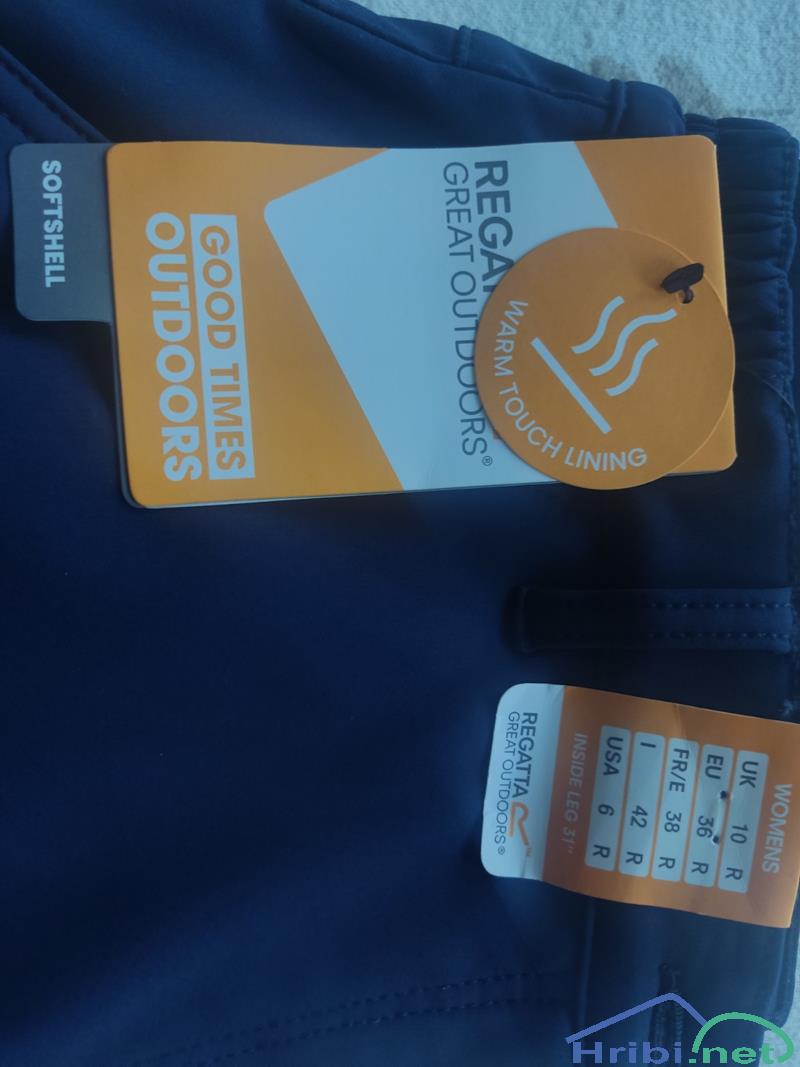 SOFTSHELL
GOOD TIMES
OUTDOORS
GREAT OUTDOORS®
WARM TOUCH LINING
WOMENS
UK 10 R
EU 36 R
FR/E 38 R
I 42 R
USA 6 R
INSIDE LEG 31"
REGATTA
GREAT OUTDOORS®
Hribi.net